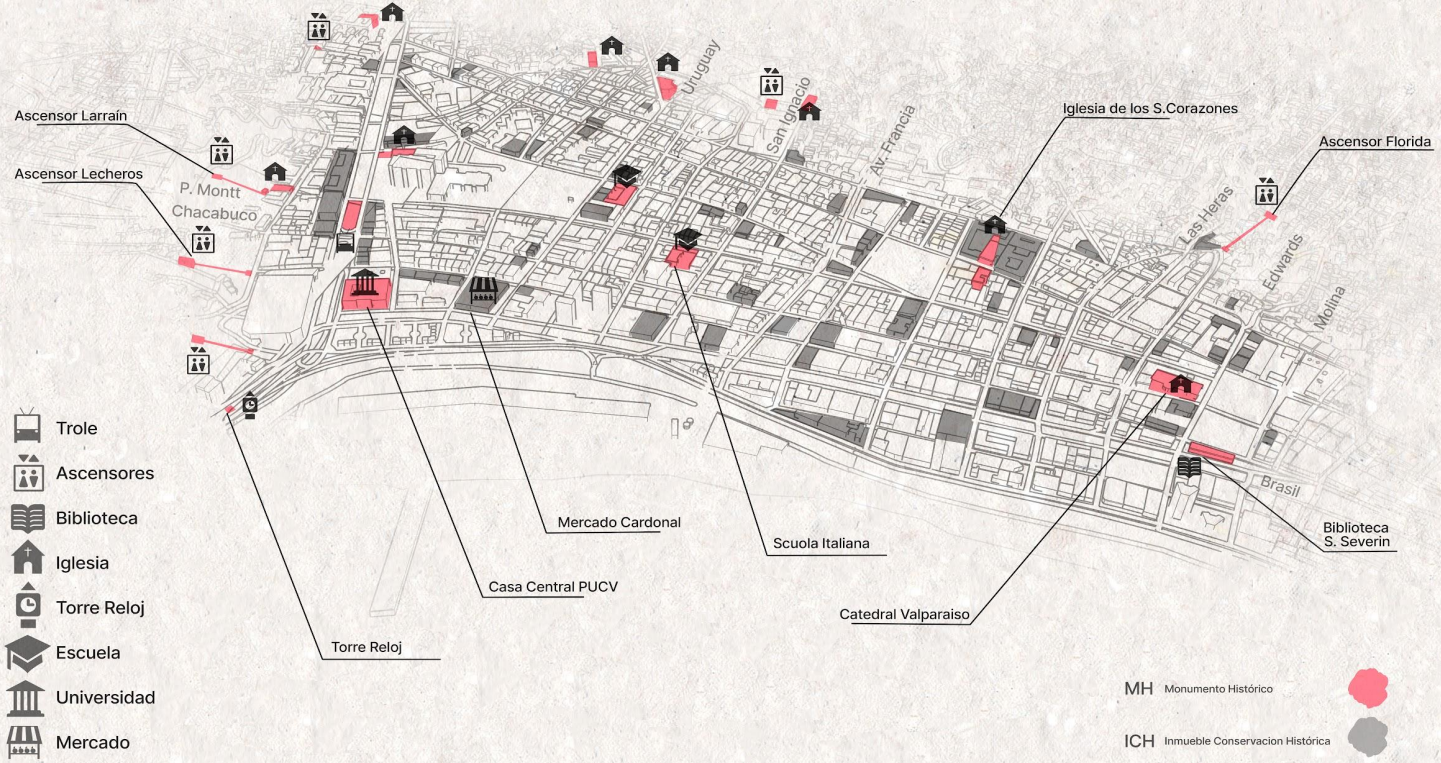 Uruguay
San Ignacio
Av. Francia
Iglesia de los S.Corazones
Ascensor Larraín
Ascensor Florida
Ascensor Lecheros
P. Montt
Chacabuco
Las Heras
Edwards
Molina
Brasil
Trole
Ascensores
Biblioteca
Iglesia
Torre Reloj
Escuela
Universidad
Mercado
Mercado Cardonal
Scuola Italiana
Biblioteca
S. Severin
Casa Central PUCV
Catedral Valparaiso
Torre Reloj
MH Monumento Histórico
ICH Inmueble Conservacion Histórica